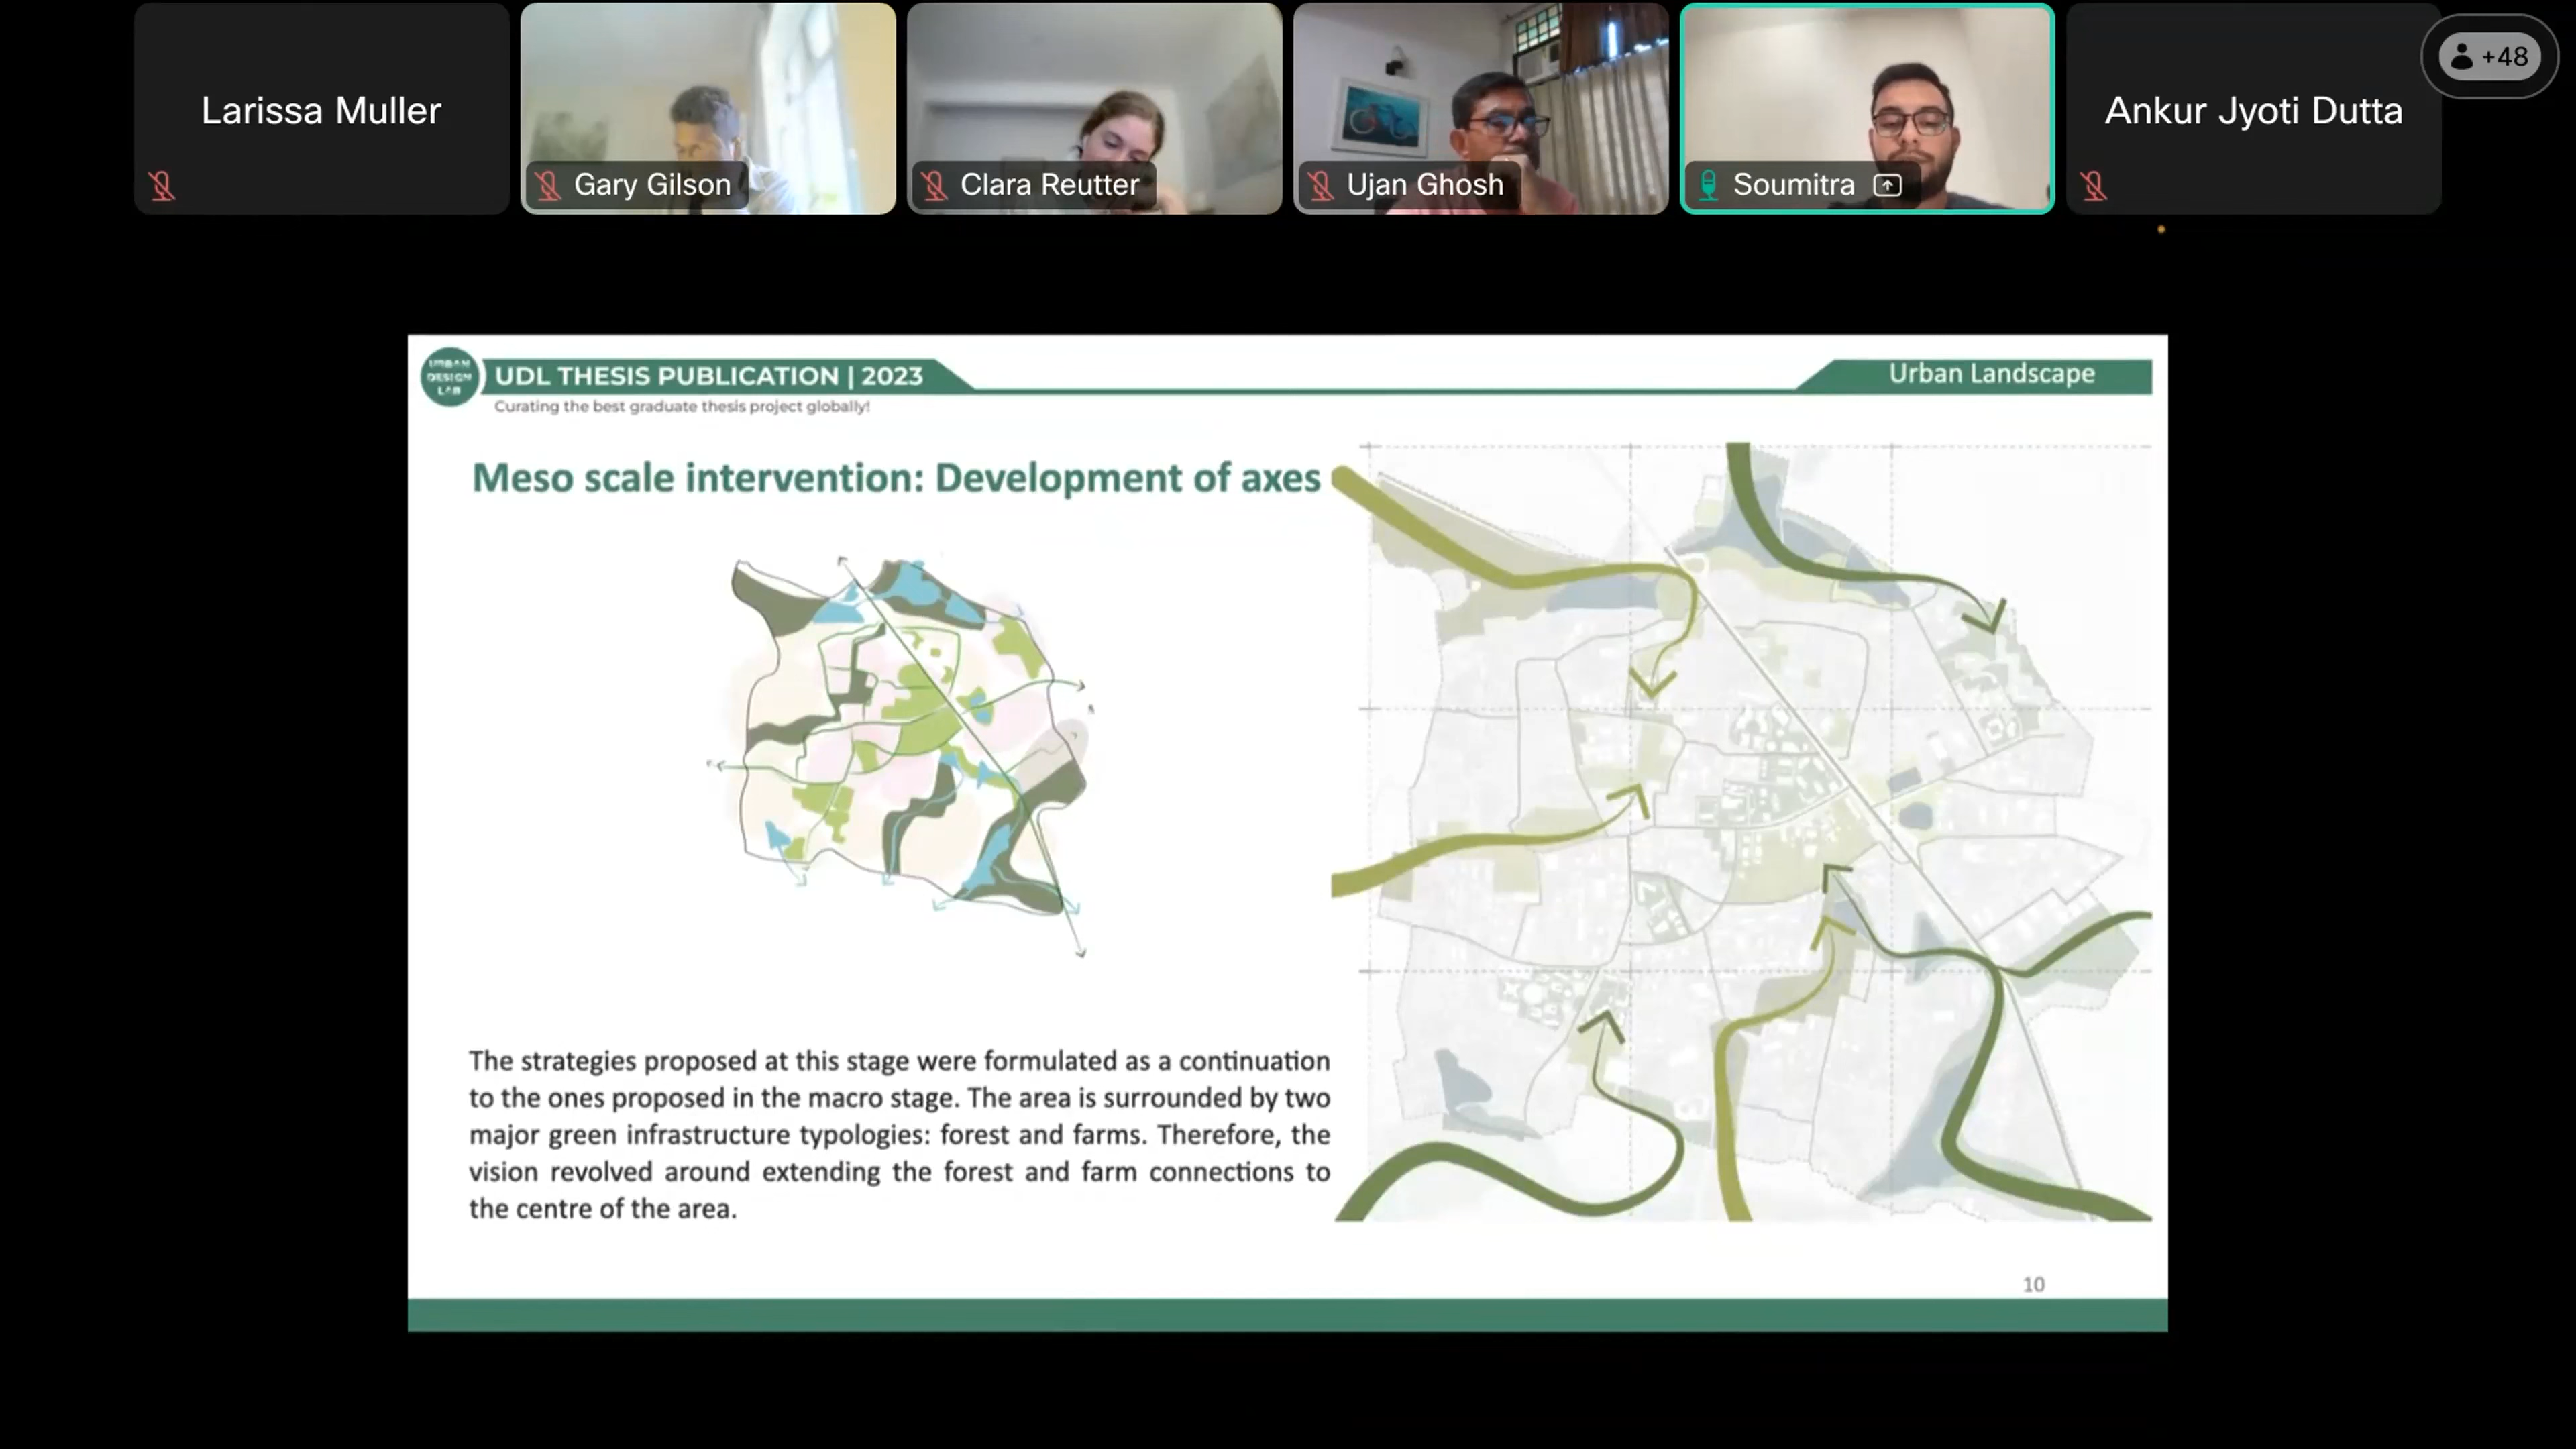 Larissa Muller
Gary Gilson
Clara Reutter
Ujan Ghosh
Soumitra
Ankur Jyoti Dutta
+48
URBAN
DESIGN
LAB
UDL THESIS PUBLICATION | 2023
Curating the best graduate thesis project globally!
Urban Landscape
Meso scale intervention: Development of axes
The strategies proposed at this stage were formulated as a continuation
to the ones proposed in the macro stage. The area is surrounded by two
major green infrastructure typologies: forest and farms. Therefore, the
vision revolved around extending the forest and farm connections to
the centre of the area.
10